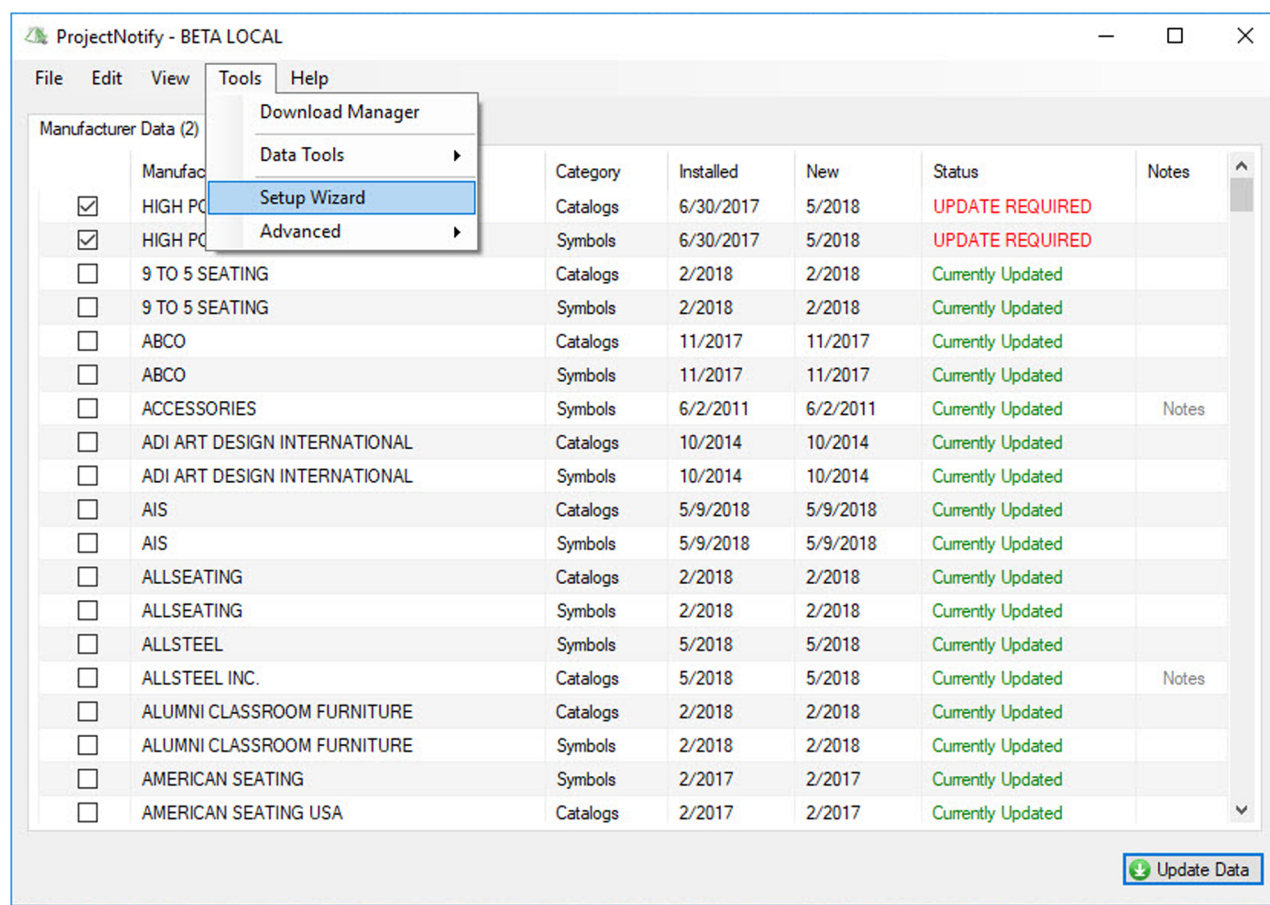 ProjectNotify - BETA LOCAL
File Edit View Tools Help
Download Manager
Data Tools
Setup Wizard
Advanced
Manufacturer Data (2)
Category Installed New Status Notes
HIGH Catalogs 6/30/2017 5/2018 UPDATE REQUIRED
HIGH Symbols 6/30/2017 5/2018 UPDATE REQUIRED
9 TO 5 SEATING Catalogs 2/2018 2/2018 Currently Updated
9 TO 5 SEATING Symbols 2/2018 2/2018 Currently Updated
ABCO Catalogs 11/2017 11/2017 Currently Updated
ABCO Symbols 11/2017 11/2017 Currently Updated
ACCESSORIES Symbols 6/2/2011 6/2/2011 Currently Updated Notes
ADI ART DESIGN INTERNATIONAL Catalogs 10/2014 10/2014 Currently Updated
ADI ART DESIGN INTERNATIONAL Symbols 10/2014 10/2014 Currently Updated
AIS Catalogs 5/9/2018 5/9/2018 Currently Updated
AIS Symbols 5/9/2018 5/9/2018 Currently Updated
ALLSEATING Catalogs 2/2018 2/2018 Currently Updated
ALLSEATING Symbols 2/2018 2/2018 Currently Updated
ALLSTEEL Symbols 5/2018 5/2018 Currently Updated
ALLSTEEL INC. Catalogs 5/2018 5/2018 Currently Updated Notes
ALUMNI CLASSROOM FURNITURE Catalogs 2/2018 2/2018 Currently Updated
ALUMNI CLASSROOM FURNITURE Symbols 2/2018 2/2018 Currently Updated
AMERICAN SEATING Symbols 2/2017 2/2017 Currently Updated
AMERICAN SEATING USA Catalogs 2/2017 2/2017 Currently Updated
Update Data